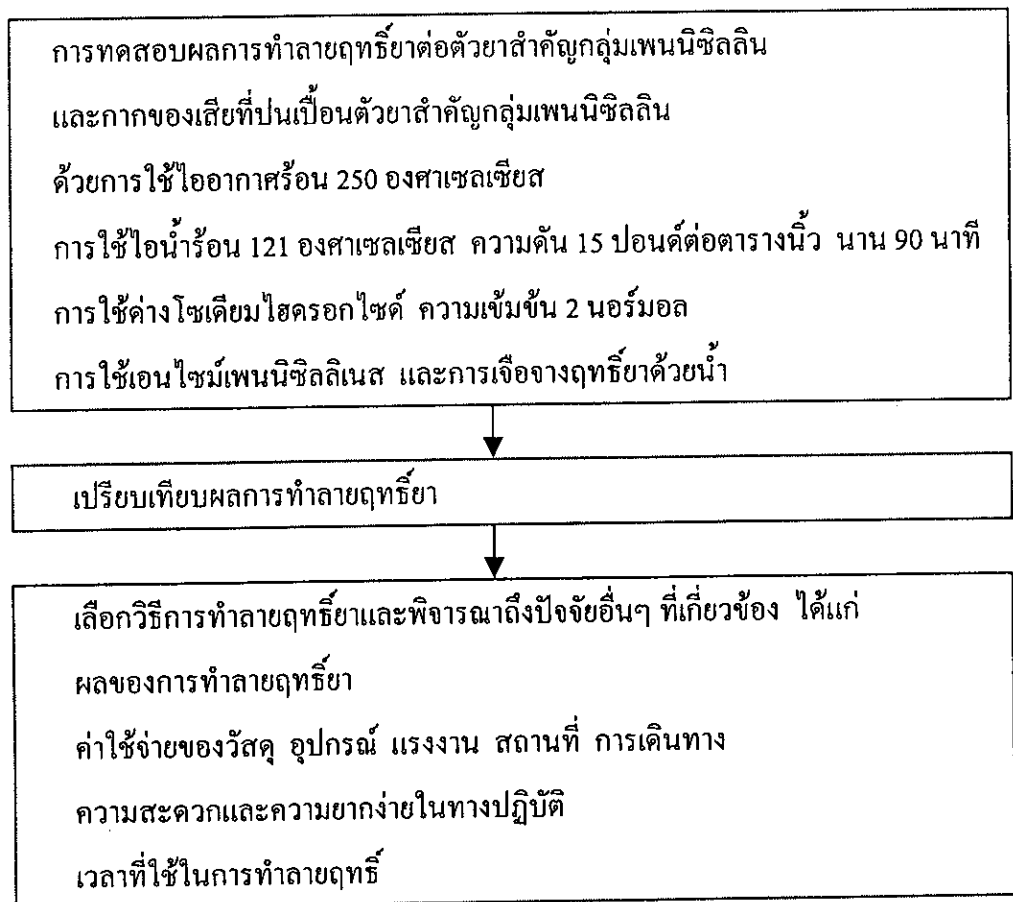 การทดสอบผลการทำลายฤทธิ์ยาต่อตัวยาสำคัญกลุ่มเพนนิซิลลิน
และกากของเสียที่ปนเปื้อนตัวยาสำคัญกลุ่มเพนนิซิลลิน
ด้วยการใช้ไออากาศร้อน 250 องศาเซลเซียส
การใช้ไอน้ำร้อน 121 องศาเซลเซียส ความดัน 15 ปอนด์ต่อตารางนิ้ว นาน 90 นาที
การใช้ด่างโซเดียมไฮดรอกไซด์ ความเข้มข้น 2 นอร์มอล
การใช้เอนไซม์เพนนิซิลลิเนส และการเจือจางฤทธิ์ยาด้วยน้ำ
เปรียบเทียบผลการทำลายฤทธิ์ยา
เลือกวิธีการทำลายฤทธิ์ยาและพิจารณาถึงปัจจัยอื่นๆ ที่เกี่ยวข้อง ได้แก่
ผลของการทำลายฤทธิ์ยา
ค่าใช้จ่ายของวัสดุ อุปกรณ์ แรงงาน สถานที่ การเดินทาง
ความสะดวกและความยากง่ายในทางปฏิบัติ
เวลาที่ใช้ในการทำลายฤทธิ์